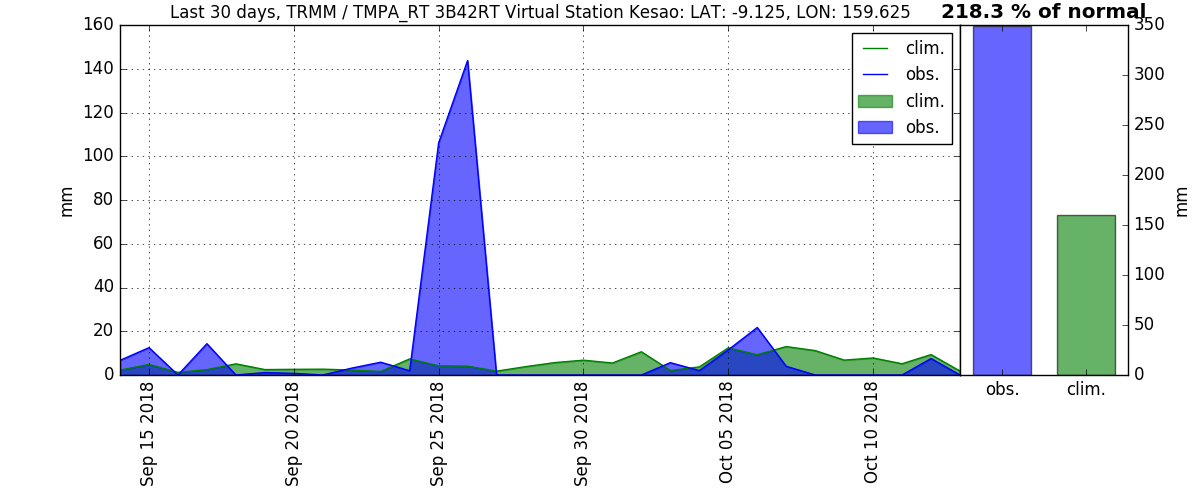 Last 30 days, TRMM / TMPA_RT 3B42RT Virtual Station Kesao: LAT: -9.125, LON: 159.625
218.3 % of normal
160
140
120
100
80
60
40
20
0
mm
clim.
obs.
clim.
obs.
350
300
250
200
150
100
50
0
mm
Sep 15 2018
Sep 20 2018
Sep 25 2018
Sep 30 2018
Oct 05 2018
Oct 10 2018
obs.
clim.